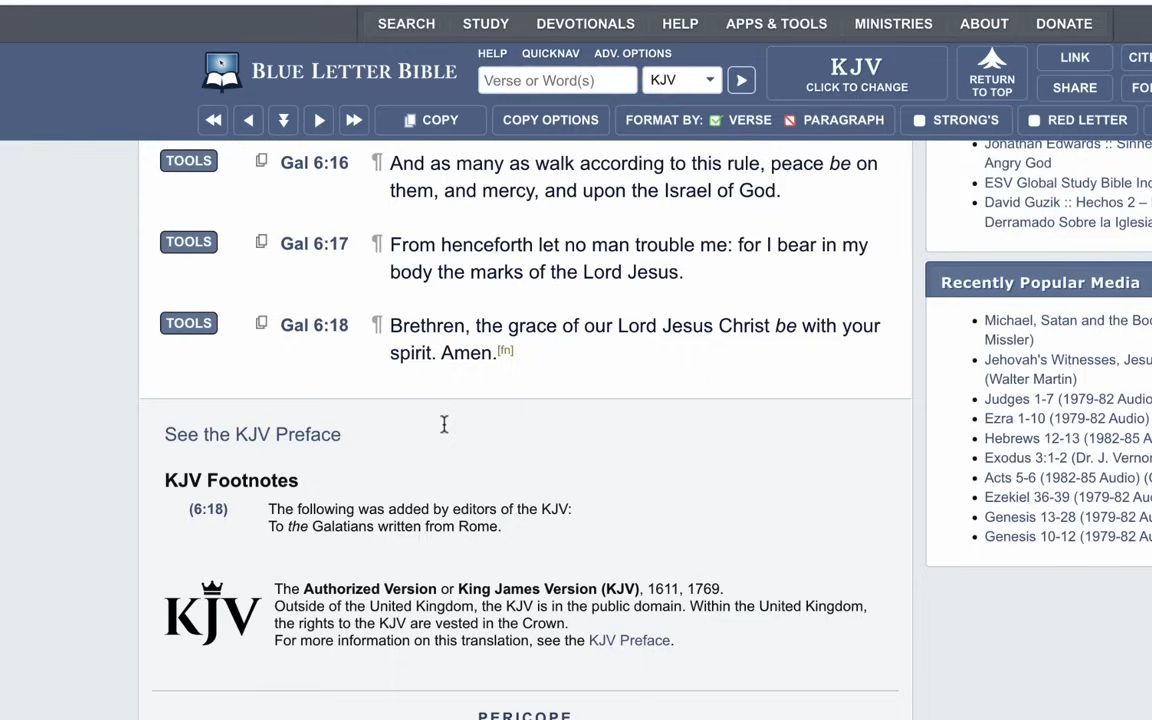 SEARCH STUDY DEVOTIONALS HELP APPS & TOOLS MINISTRIES ABOUT DONATE
HELP QUICKNAV ADV. OPTIONS
BLUE LETTER BIBLE
Verse or Word(s) KJV
KJV
CLICK TO CHANGE
RETURN
TO TOP
LINK
SHARE
COPY COPY OPTIONS FORMAT BY: VERSE PARAGRAPH STRONG'S RED LETTER
TOOLS Gal 6:16 ¶ And as many as walk according to this rule, peace be on
them, and mercy, and upon the Israel of God.
TOOLS Gal 6:17 ¶ From henceforth let no man trouble me: for I bear in my
body the marks of the Lord Jesus.
TOOLS Gal 6:18 ¶ Brethren, the grace of our Lord Jesus Christ be with your
spirit. Amen.[fn]
See the KJV Preface
KJV Footnotes
(6:18) The following was added by editors of the KJV:
To the Galatians written from Rome.
KJV
The Authorized Version or King James Version (KJV), 1611, 1769.
Outside of the United Kingdom, the KJV is in the public domain. Within the United Kingdom,
the rights to the KJV are vested in the Crown.
For more information on this translation, see the KJV Preface.
PERICOPE
Jonathan Edwards :: Sinne
Angry God
ESV Global Study Bible Inc
David Guzik :: Hechos 2 –
Derramado Sobre la Iglesia
Recently Popular Media
Michael, Satan and the Boo
Missler)
Jehovah's Witnesses, Jesu
(Walter Martin)
Judges 1-7 (1979-82 Audio
Ezra 1-10 (1979-82 Audio)
Hebrews 12-13 (1982-85 A
Exodus 3:1-2 (Dr. J. Vernon
Acts 5-6 (1982-85 Audio) (
Ezekiel 36-39 (1979-82 Au
Genesis 13-28 (1979-82 Au
Genesis 10-12 (1979-82 Au